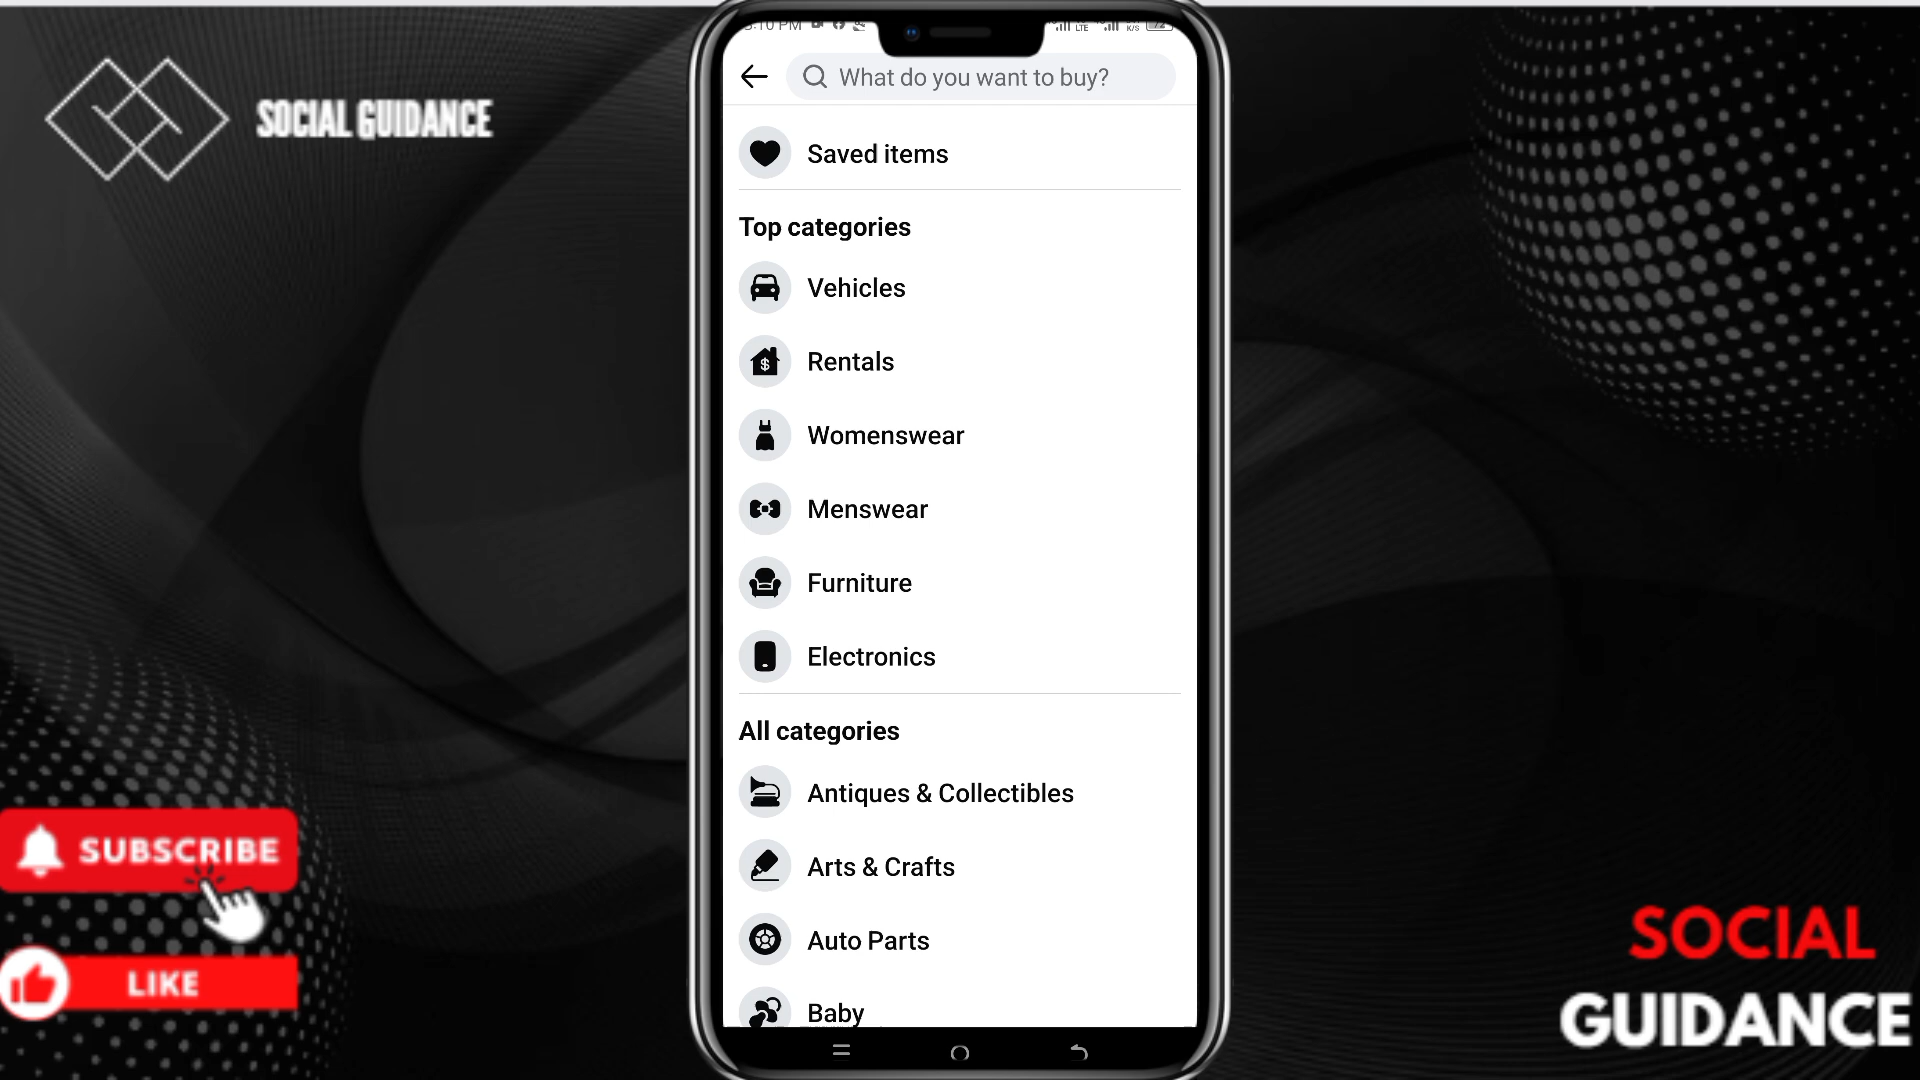 SOCIAL GUIDANCE
What do you want to buy?
Saved items
Top categories
Vehicles
Rentals
$
Womenswear
Menswear
Furniture
Electronics
All categories
Antiques & Collectibles
Arts & Crafts
Auto Parts
Baby
SUBSCRIBE
LIKE
SOCIAL
GUIDANCE